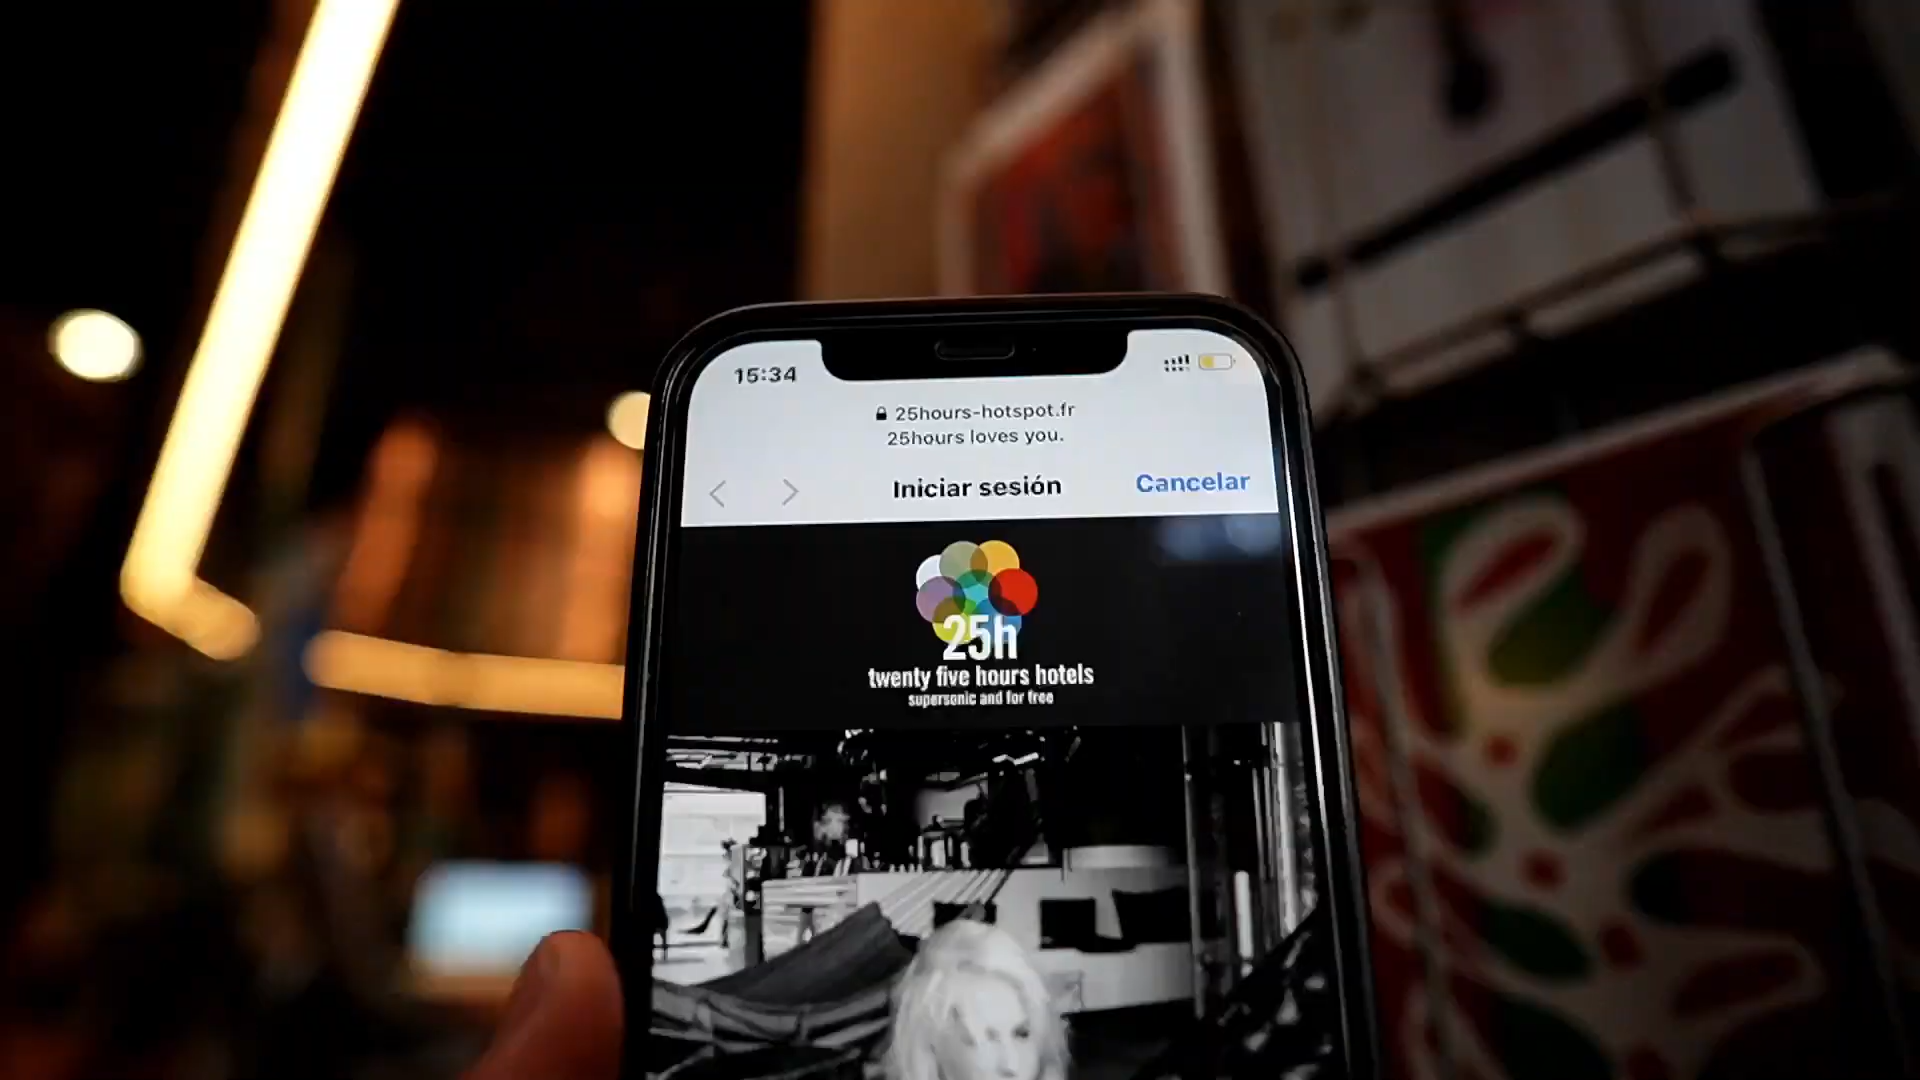 15:34
25hours-hotspot.fr
25hours loves you.
Iniciar sesión
Cancelar
25h
twenty five hours hotels
supersonic and for free